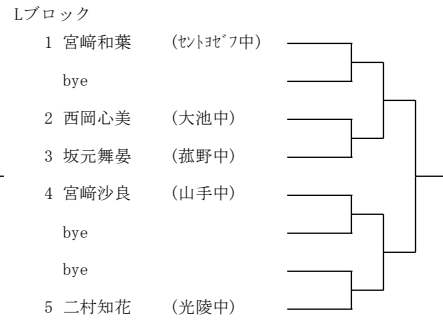 Lブロック
1 宮﨑和葉 (ｾﾝﾄﾖｾﾞﾌ中)
bye
2 西岡心美 (大池中)
3 坂元舞晏 (菰野中)
4 宮﨑沙良 (山手中)
bye
bye
5 二村知花 (光陵中)